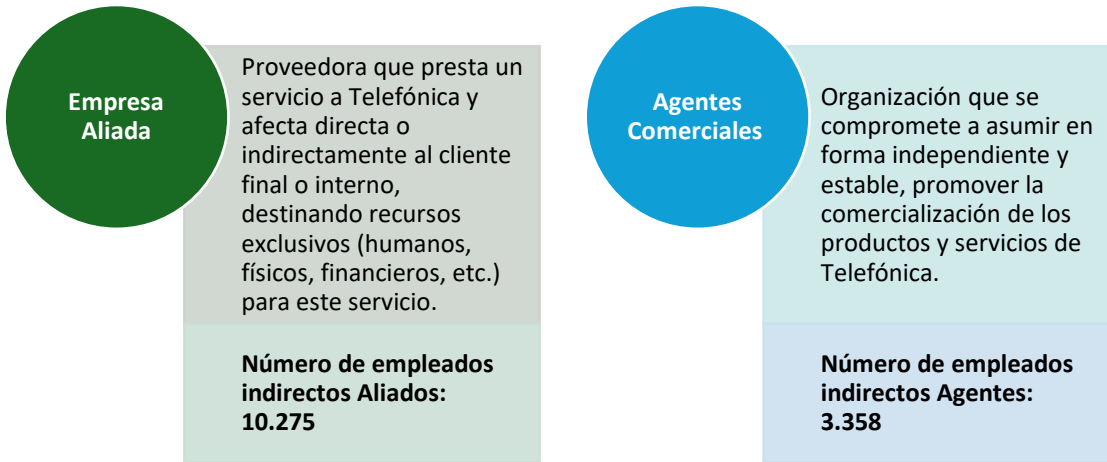 Empresa
Aliada
Proveedora que presta un
servicio a Telefónica y
afecta directa o
indirectamente al cliente
final o interno,
destinando recursos
exclusivos (humanos,
físicos, financieros, etc.)
para este servicio.
Número de empleados
indirectos Aliados:
10.275
Agentes
Comerciales
Organización que se
compromete a asumir en
forma independiente y
estable, promover la
comercialización de los
productos y servicios de
Telefónica.
Número de empleados
indirectos Agentes:
3.358